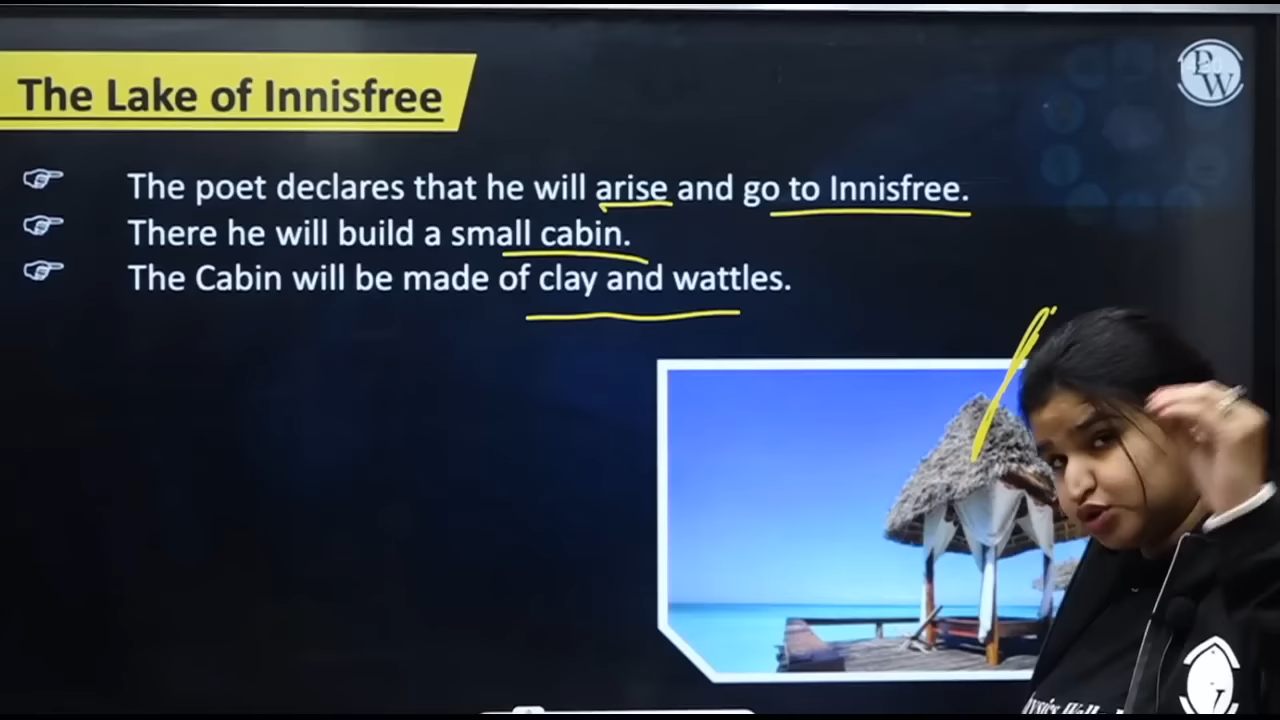 The Lake of Innisfree
PW
The poet declares that he will arise and go to Innisfree.
There he will build a small cabin.
The Cabin will be made of clay and wattles.